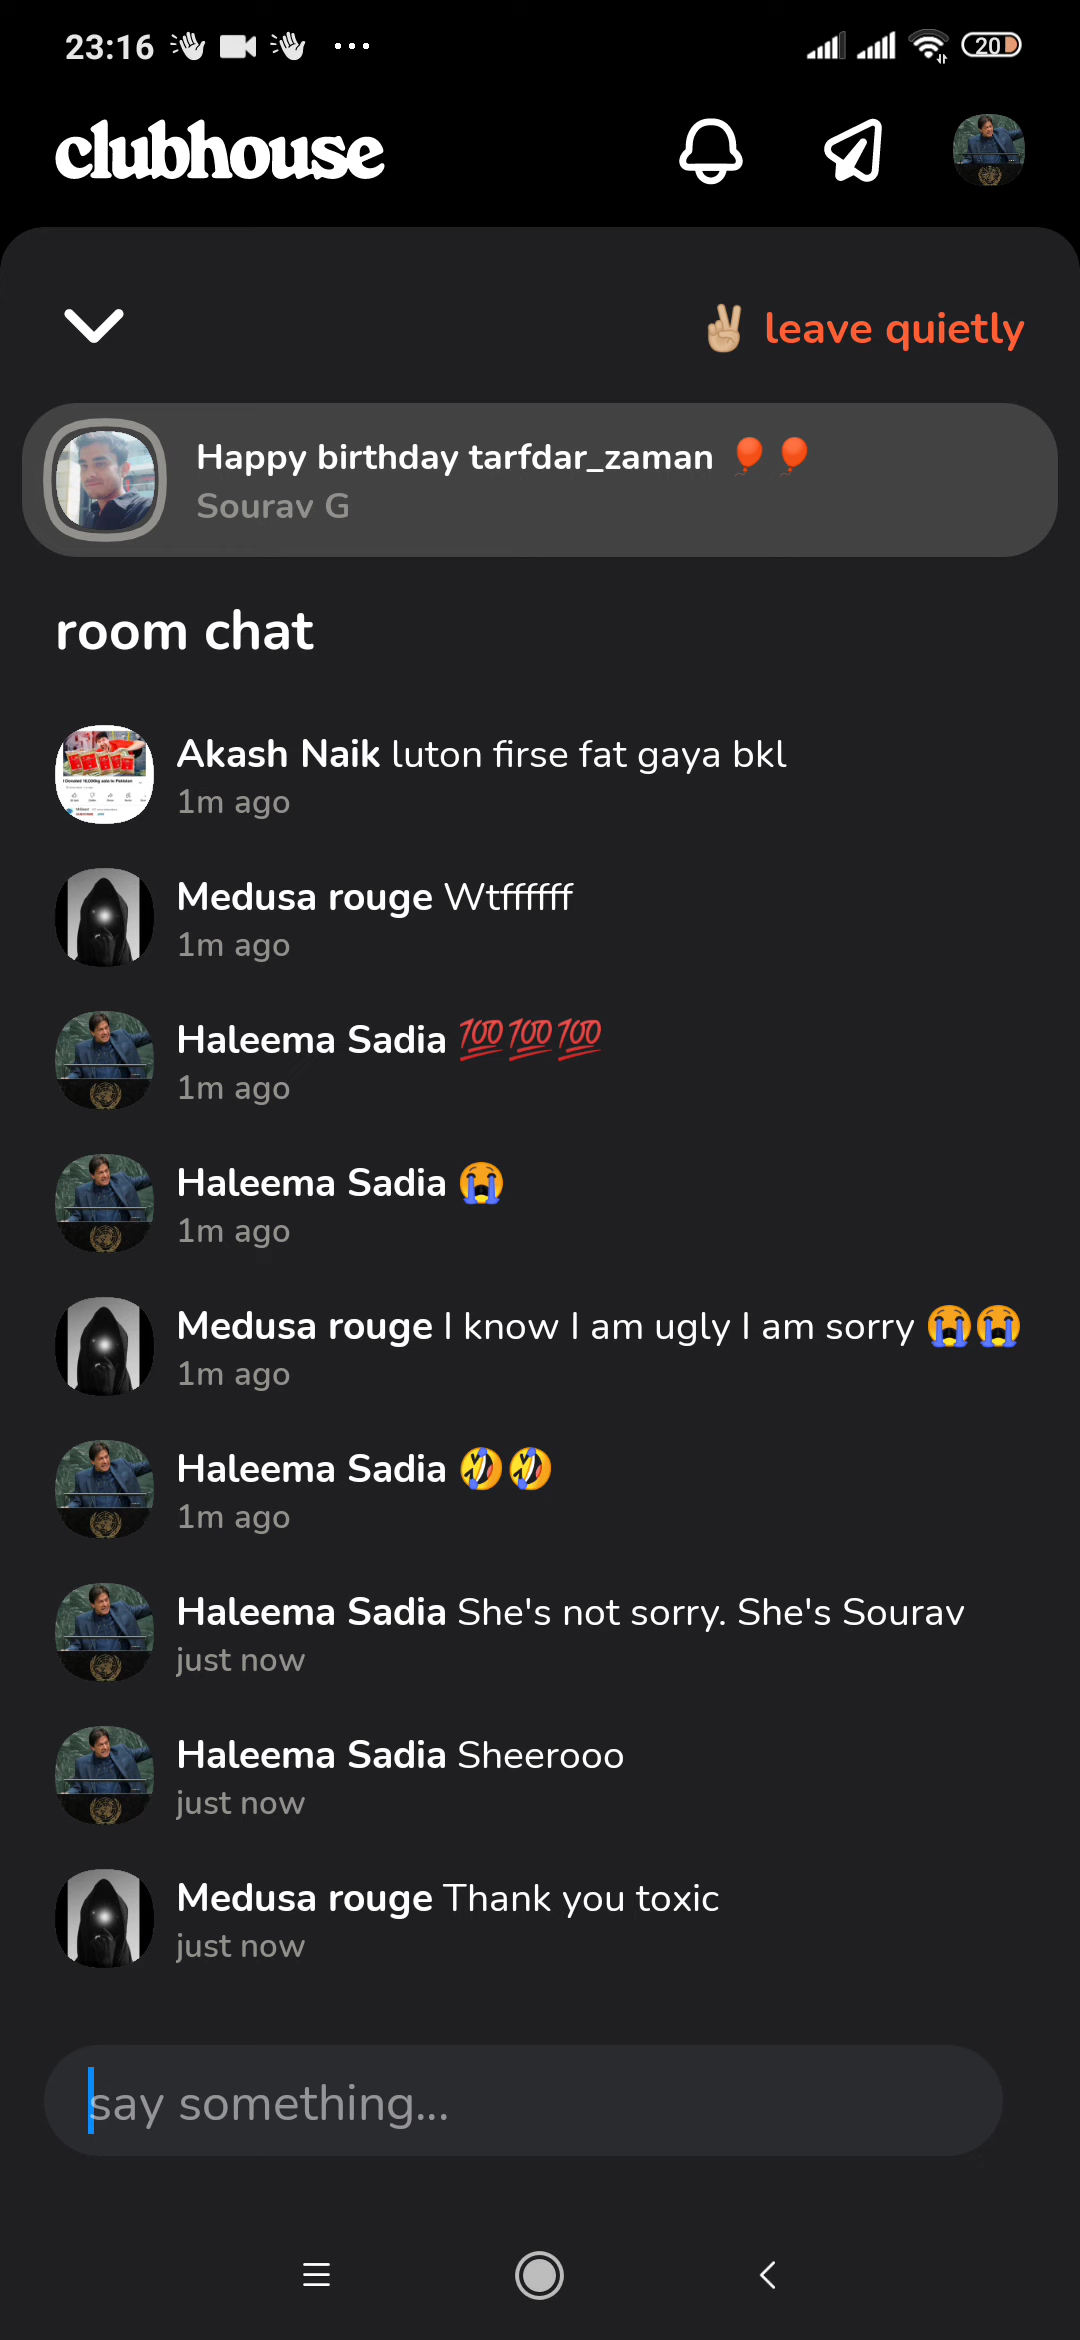 23:16
20
clubhouse
✌🏼 leave quietly
Happy birthday tarfdar_zaman 🎈🎈
Sourav G
room chat
Akash Naik luton firse fat gaya bkl
1m ago
Medusa rouge Wtffffff
1m ago
Haleema Sadia 💯💯💯
1m ago
Haleema Sadia 😭
1m ago
Medusa rouge I know I am ugly I am sorry 😭😭
1m ago
Haleema Sadia 🤣🤣
1m ago
Haleema Sadia She's not sorry. She's Sourav
just now
Haleema Sadia Sheerooo
just now
Medusa rouge Thank you toxic
just now
say something...